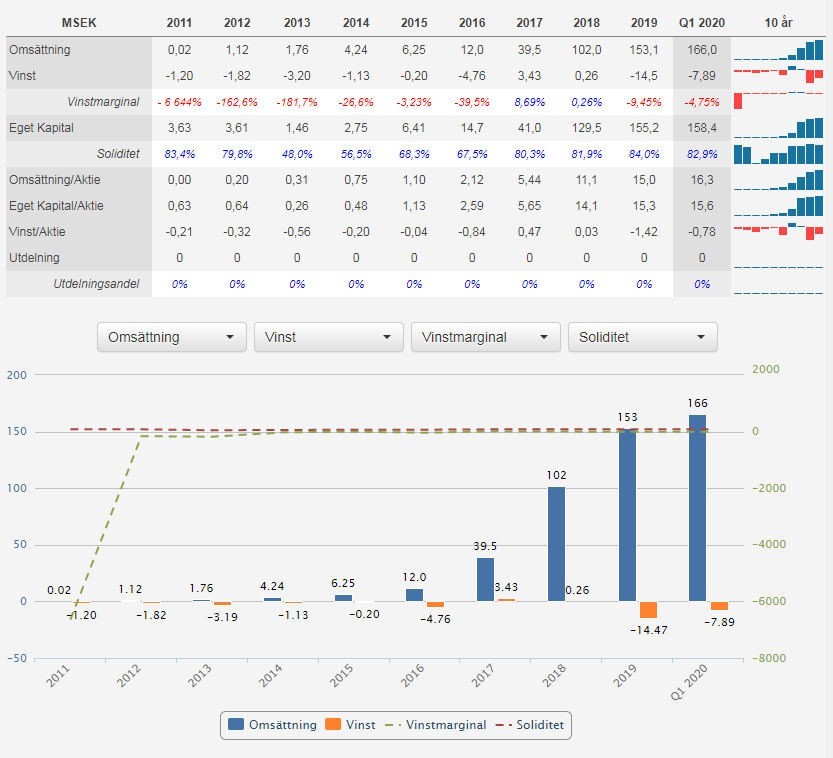 MSEK 2011 2012 2013 2014 2015 2016 2017 2018 2019 Q1 2020 10 år
Omsättning 0,02 1,12 1,76 4,24 6,25 12,0 39,5 102,0 153,1 166,0
Vinst -1,20 -1,82 -3,20 -1,13 -0,20 -4,76 3,43 0,26 -14,5 -7,89
Vinstmarginal - 6 644% -162,6% -181,7% -26,6% -3,23% -39,5% 8,69% 0,26% -9,45% -4,75%
Eget Kapital 3,63 3,61 1,46 2,75 6,41 14,7 41,0 129,5 155,2 158,4
Soliditet 83,4% 79,8% 48,0% 56,5% 68,3% 67,5% 80,3% 81,9% 84,0% 82,9%
Omsättning/Aktie 0,00 0,20 0,31 0,75 1,10 2,12 5,44 11,1 15,0 16,3
Eget Kapital/Aktie 0,63 0,64 0,26 0,48 1,13 2,59 5,65 14,1 15,3 15,6
Vinst/Aktie -0,21 -0,32 -0,56 -0,20 -0,04 -0,84 0,47 0,03 -1,42 -0,78
Utdelning 0 0 0 0 0 0 0 0 0 0
Utdelningsandel 0% 0% 0% 0% 0% 0% 0% 0% 0% 0%
Omsättning Vinst Vinstmarginal Soliditet
200 2000
166
153
150 0
102
100 -2000
50 -4000
39.5
0.02 1.12 1.76 4.24 6.25 12.0 3.43 0.26
0 -6000
-1.20 -1.82 -3.19 -1.13 -0.20 -4.76 -14.47 -7.89
-50 -8000
2011 2012 2013 2014 2015 2016 2017 2018 2019 Q1 2020
Omsättning Vinst Vinstmarginal Soliditet